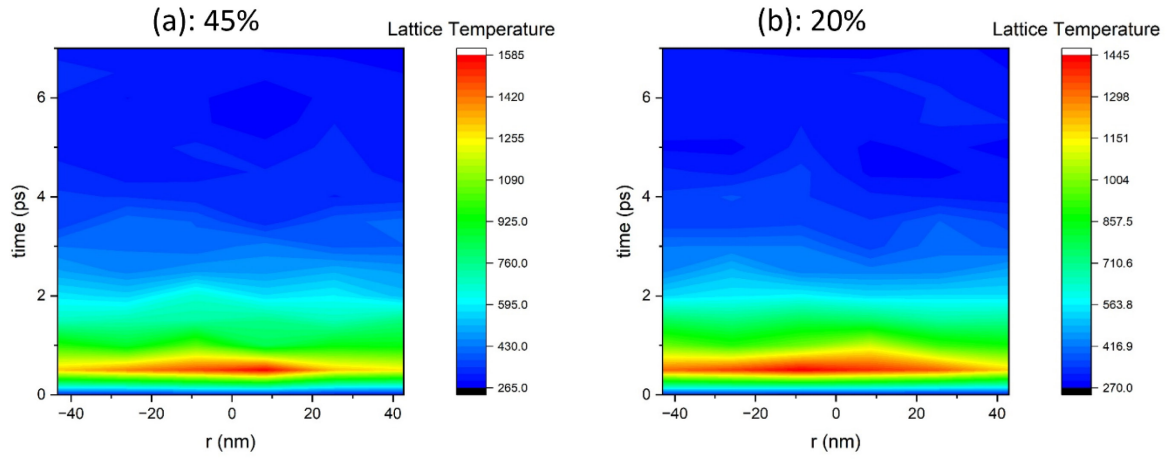 (a): 45%
Lattice Temperature
1585
1420
1255
1090
925.0
760.0
595.0
430.0
265.0
time (ps)
6
4
2
0
−40 −20 0 20 40
r (nm)
(b): 20%
Lattice Temperature
1445
1298
1151
1004
857.5
710.6
563.8
416.9
270.0
time (ps)
6
4
2
0
−40 −20 0 20 40
r (nm)